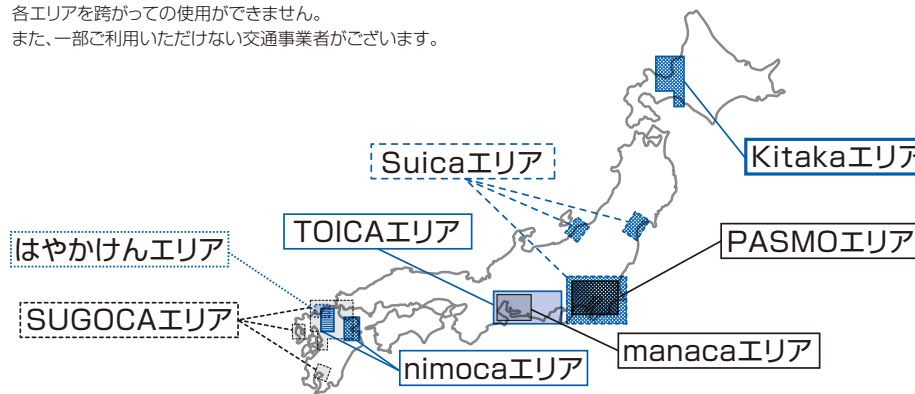 各エリアを跨がっての使用ができません。
また、一部ご利用いただけない交通事業者がございます。
Kitakaエリア
Suicaエリア
TOICAエリア
PASMOエリア
はやかけんエリア
SUGOCAエリア
manacaエリア
nimocaエリア